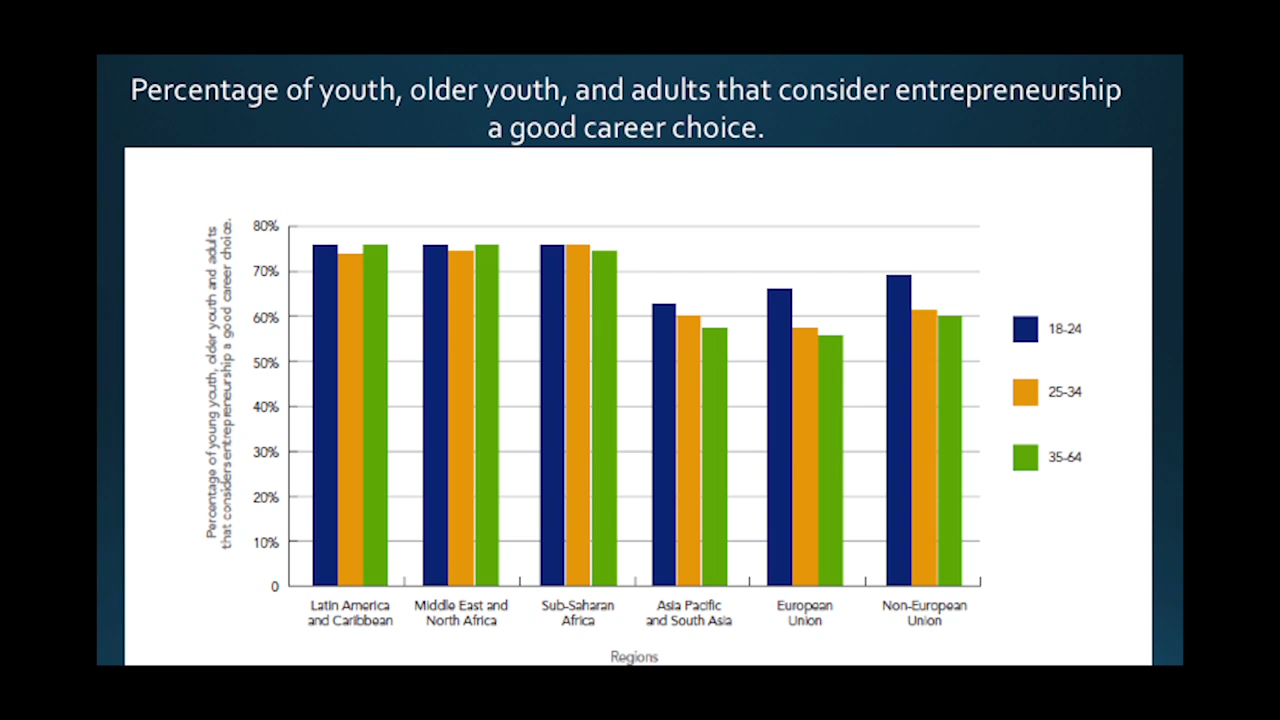 Percentage of youth, older youth, and adults that consider entrepreneurship
a good career choice.
Percentage of young youth, older youth and adults
that considers entrepreneurship a good career choice.
80%
70%
60%
50%
40%
30%
20%
10%
0
Latin America
and Caribbean
Middle East and
North Africa
Sub-Saharan
Africa
Asia Pacific
and South Asia
European
Union
Non-European
Union
Regions
18-24
25-34
35-64